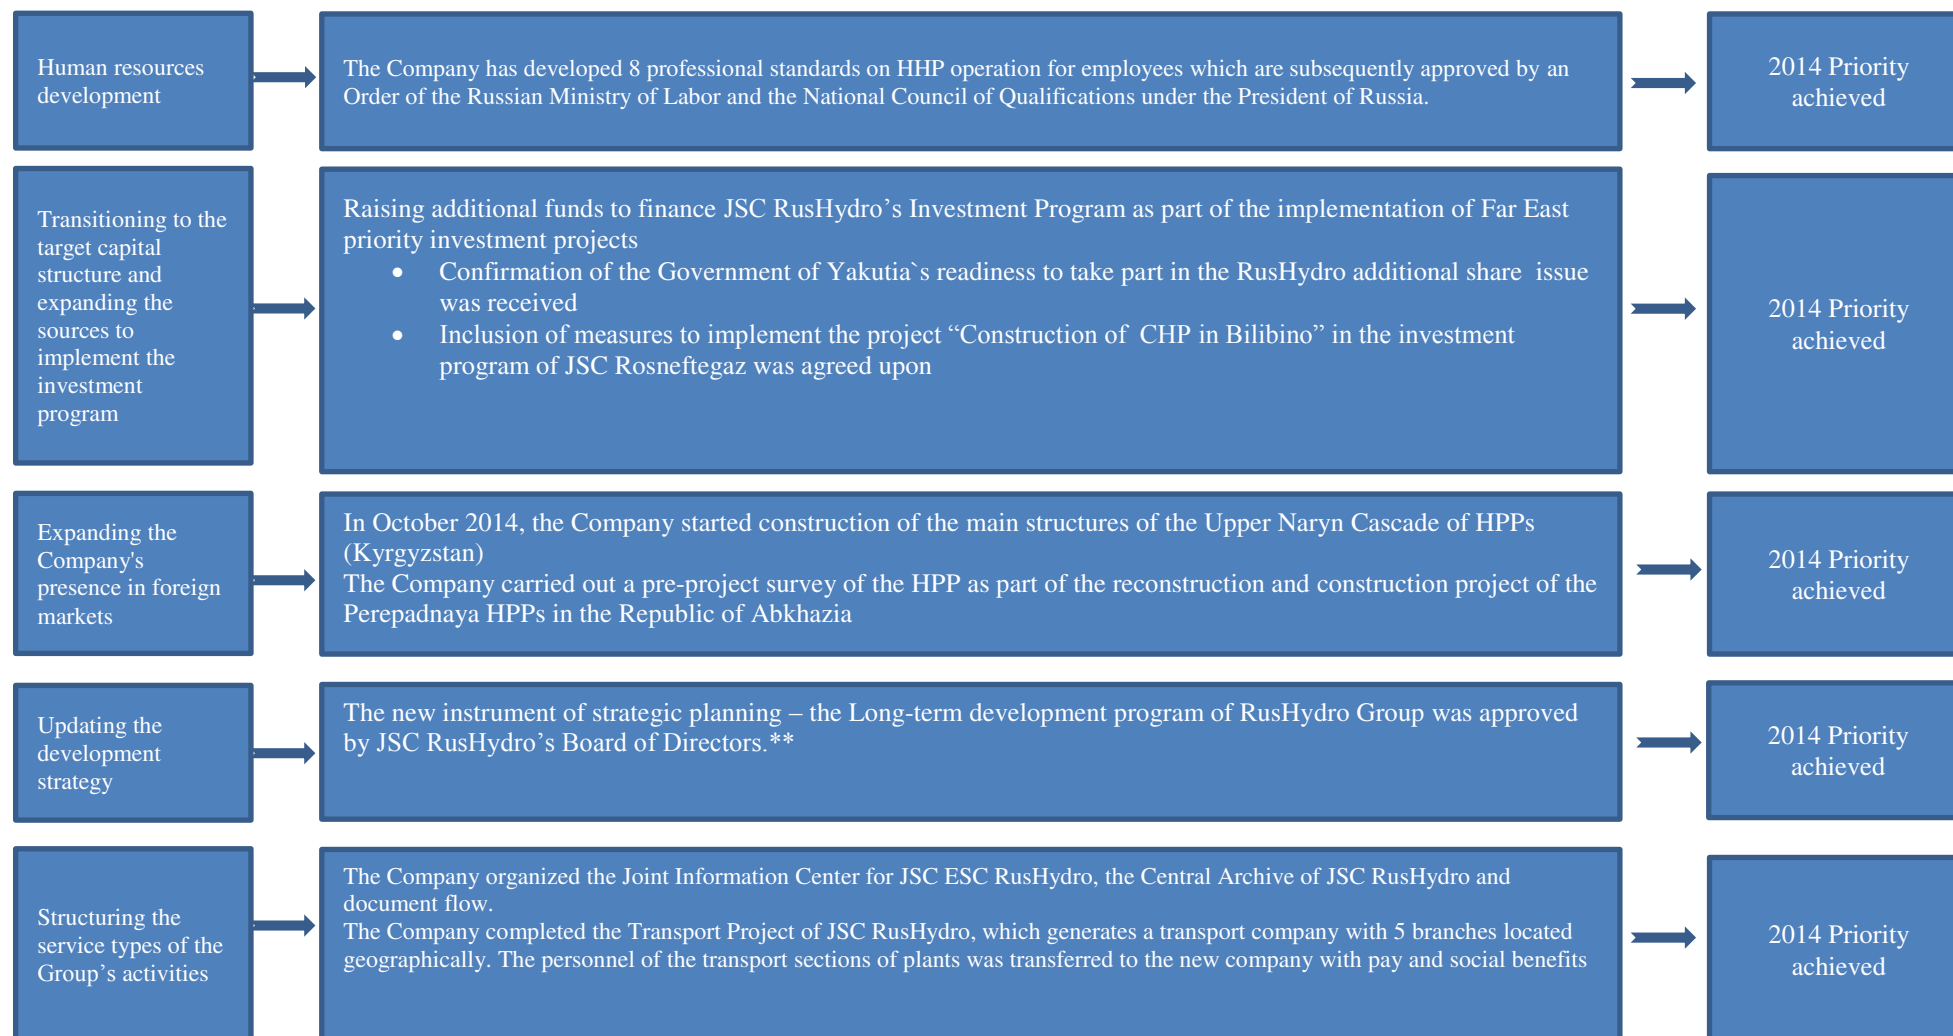 Human resources
development
The Company has developed 8 professional standards on HHP operation for employees which are subsequently approved by an
Order of the Russian Ministry of Labor and the National Council of Qualifications under the President of Russia.
2014 Priority
achieved
Transitioning to the
target capital
structure and
expanding the
sources to
implement the
investment
program
Raising additional funds to finance JSC RusHydro’s Investment Program as part of the implementation of Far East
priority investment projects
• Confirmation of the Government of Yakutia`s readiness to take part in the RusHydro additional share issue
was received
• Inclusion of measures to implement the project “Construction of CHP in Bilibino” in the investment
program of JSC Rosneftegaz was agreed upon
2014 Priority
achieved
Expanding the
Company's
presence in foreign
markets
In October 2014, the Company started construction of the main structures of the Upper Naryn Cascade of HPPs
(Kyrgyzstan)
The Company carried out a pre-project survey of the HPP as part of the reconstruction and construction project of the
Perepadnaya HPPs in the Republic of Abkhazia
2014 Priority
achieved
Updating the
development
strategy
The new instrument of strategic planning – the Long-term development program of RusHydro Group was approved
by JSC RusHydro’s Board of Directors.**
2014 Priority
achieved
Structuring the
service types of the
Group’s activities
The Company organized the Joint Information Center for JSC ESC RusHydro, the Central Archive of JSC RusHydro and
document flow.
The Company completed the Transport Project of JSC RusHydro, which generates a transport company with 5 branches located
geographically. The personnel of the transport sections of plants was transferred to the new company with pay and social benefits
2014 Priority
achieved